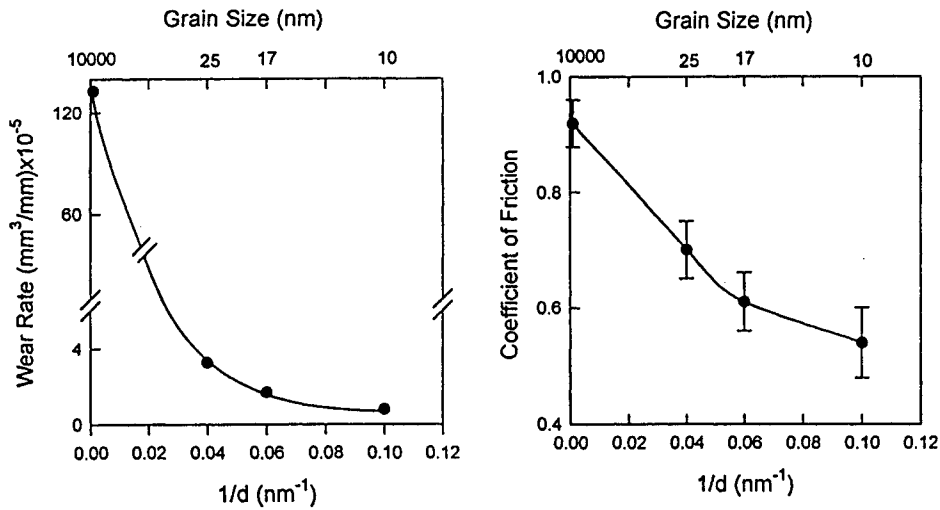 Grain Size (nm)
10000 25 17 10
120
60
4
0
Wear Rate (mm³/mm)x10⁻⁵
0.00 0.02 0.04 0.06 0.08 0.10 0.12
1/d (nm⁻¹)
Grain Size (nm)
10000 25 17 10
1.0
0.8
0.6
0.4
Coefficient of Friction
0.00 0.02 0.04 0.06 0.08 0.10 0.12
1/d (nm⁻¹)